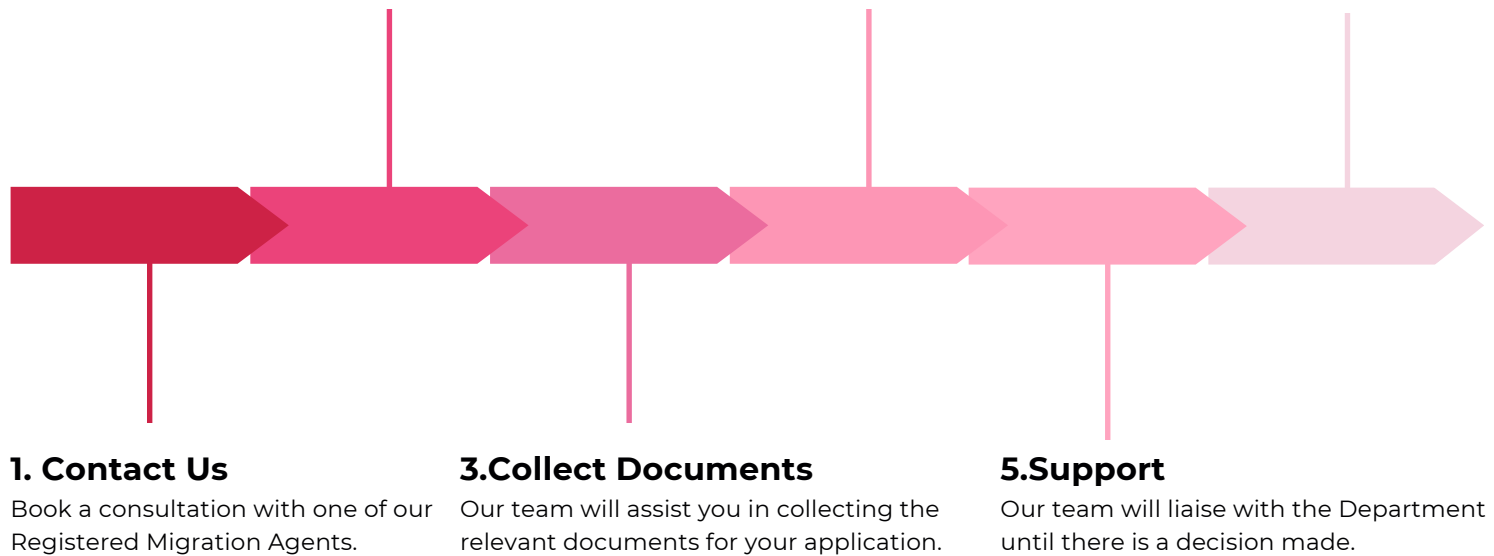 1. Contact Us
Book a consultation with one of our
Registered Migration Agents.
3.Collect Documents
Our team will assist you in collecting the
relevant documents for your application.
5.Support
Our team will liaise with the Department
until there is a decision made.